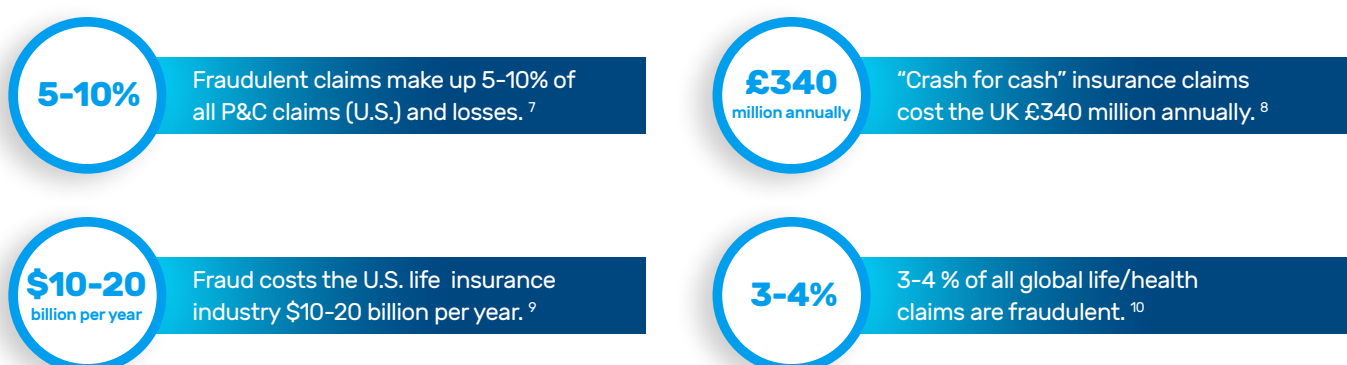 5-10%
Fraudulent claims make up 5-10% of
all P&C claims (U.S.) and losses. 7
£340
million annually
“Crash for cash” insurance claims
cost the UK £340 million annually. 8
$10-20
billion per year
Fraud costs the U.S. life insurance
industry $10-20 billion per year. 9
3-4%
3-4 % of all global life/health
claims are fraudulent. 10